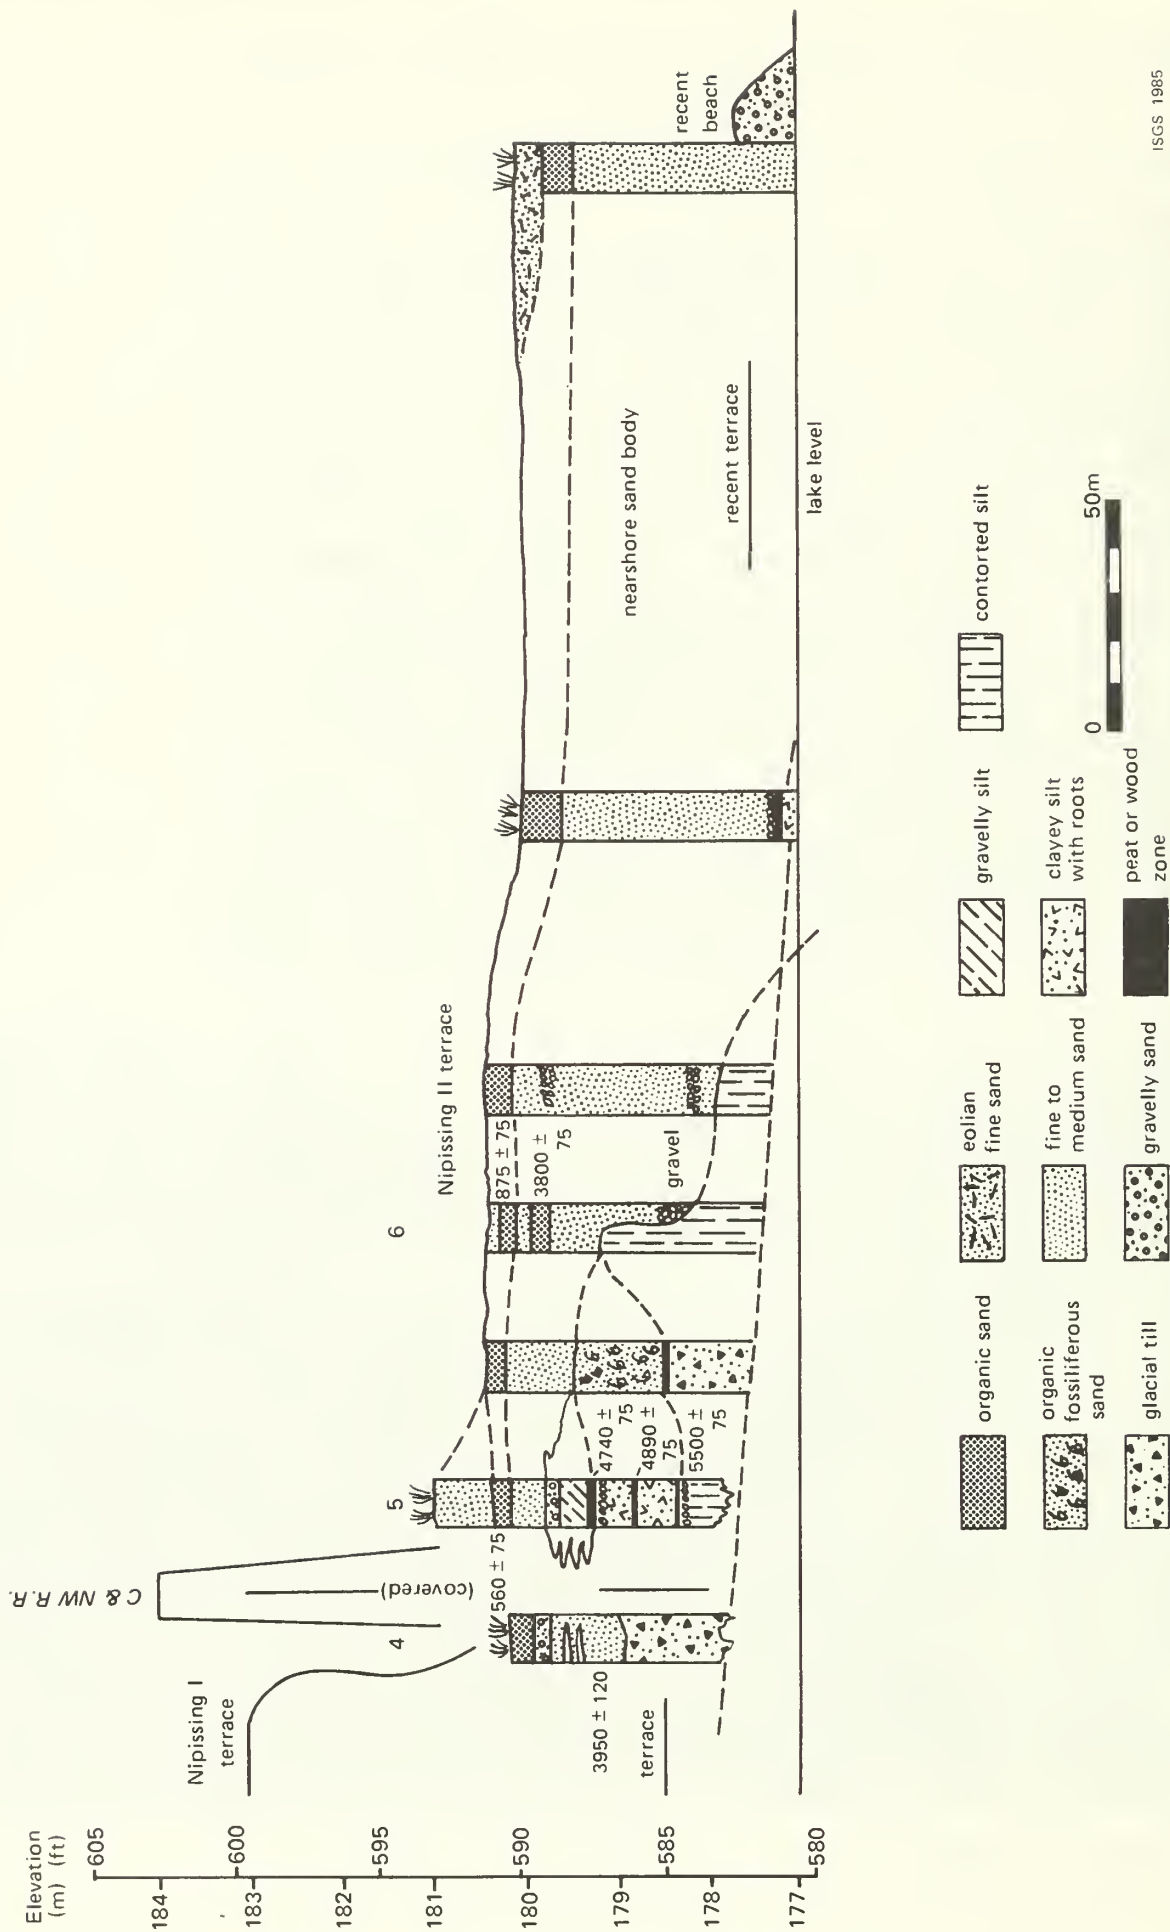 Elevation
(m) (ft)
605
184
600
183
595
182
181
590
180
585
179
178
580
177
Nipissing I
terrace
C & NW R.R.
(covered)
4
5
6
Nipissing II terrace
560 ± 75
875 ± 75
3800 ±
75
gravel
4740 ±
75
4890 ±
75
5500 ±
75
3950 ± 120
terrace
nearshore sand body
recent terrace
lake level
recent
beach
organic sand
eolian
fine sand
gravelly silt
contorted silt
organic
fossiliferous
sand
fine to
medium sand
clayey silt
with roots
glacial till
gravelly sand
peat or wood
zone
0
50m
ISGS 1985